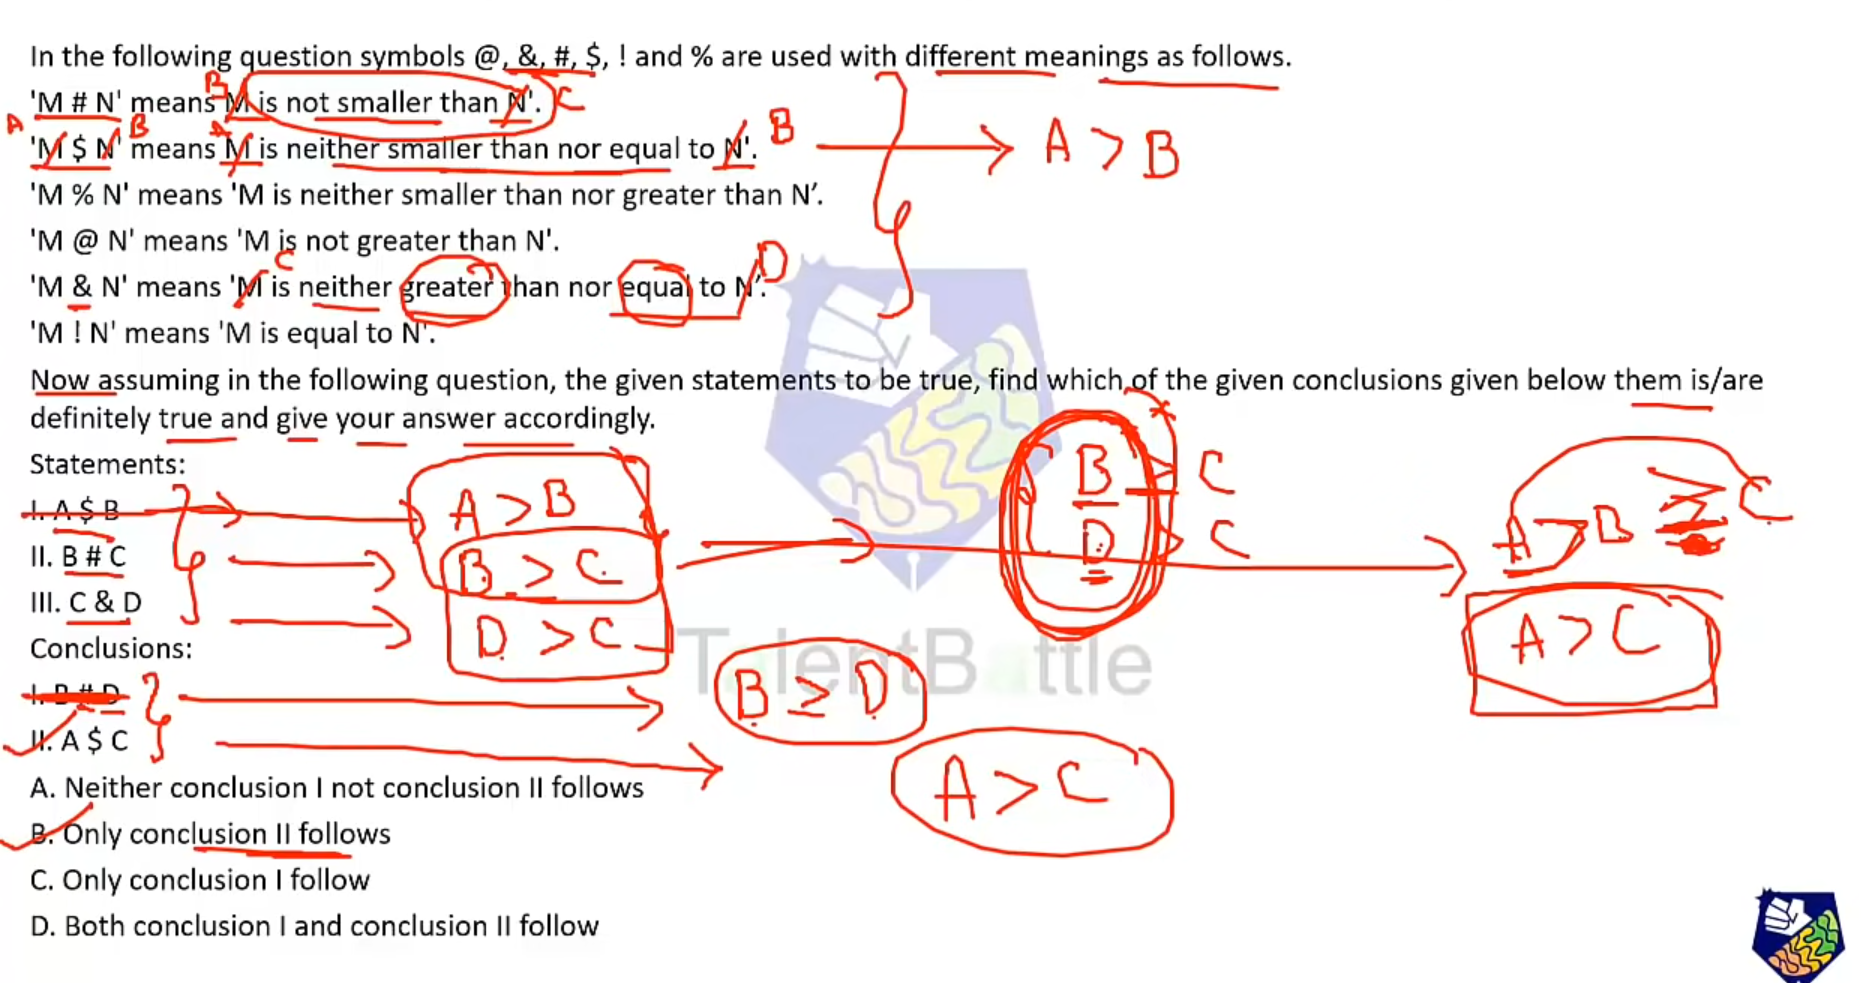 In the following question symbols @, &, #, $, ! and % are used with different meanings as follows.
'M # N' means 'M is not smaller than N'.
B
C
'M $ N' means 'M is neither smaller than nor equal to N'.
A
B
A
B
A > B
'M % N' means 'M is neither smaller than nor greater than N’.
'M @ N' means 'M is not greater than N'.
'M & N' means 'M is neither greater than nor equal to N’.
C
D
'M ! N' means 'M is equal to N'.
Now assuming in the following question, the given statements to be true, find which of the given conclusions given below them is/are
definitely true and give your answer accordingly.
Statements:
I. A $ B
A > B
B ≥ C
A > B ≥ C
II. B # C
B > C
D > C
III. C & D
D > C
A > C
Conclusions:
TalentBattle
I. B # D
B ≥ D
II. A $ C
A > C
A. Neither conclusion I not conclusion II follows
B. Only conclusion II follows
C. Only conclusion I follow
D. Both conclusion I and conclusion II follow